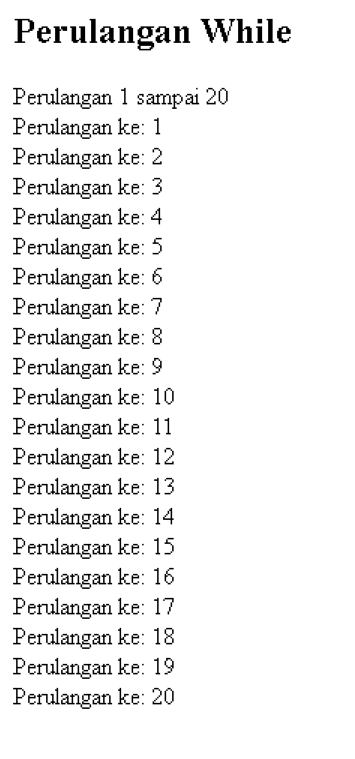 Perulangan While
Perulangan 1 sampai 20
Perulangan ke: 1
Perulangan ke: 2
Perulangan ke: 3
Perulangan ke: 4
Perulangan ke: 5
Perulangan ke: 6
Perulangan ke: 7
Perulangan ke: 8
Perulangan ke: 9
Perulangan ke: 10
Perulangan ke: 11
Perulangan ke: 12
Perulangan ke: 13
Perulangan ke: 14
Perulangan ke: 15
Perulangan ke: 16
Perulangan ke: 17
Perulangan ke: 18
Perulangan ke: 19
Perulangan ke: 20